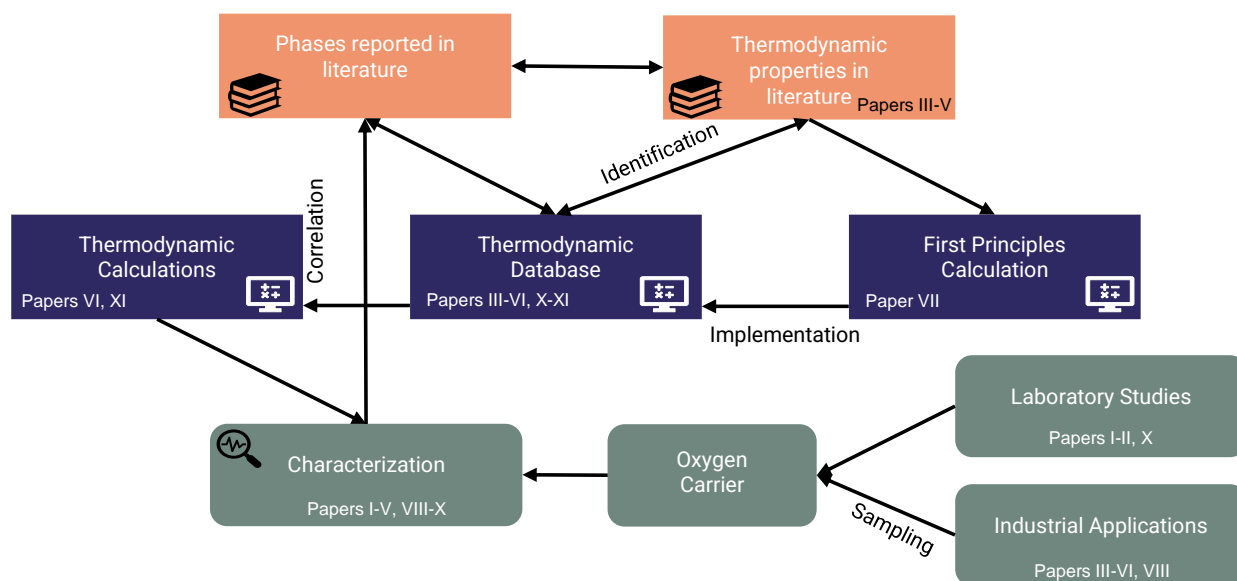 Phases reported in
literature
Thermodynamic
properties in
literature
Papers III-V
Identification
Correlation
Thermodynamic
Calculations
Papers VI, XI
Thermodynamic
Database
Papers III-VI, X-XI
First Principles
Calculation
Paper VII
Implementation
Laboratory Studies
Papers I-II, X
Characterization
Papers I-V, VIII-X
Oxygen
Carrier
Sampling
Industrial Applications
Papers III-VI, VIII